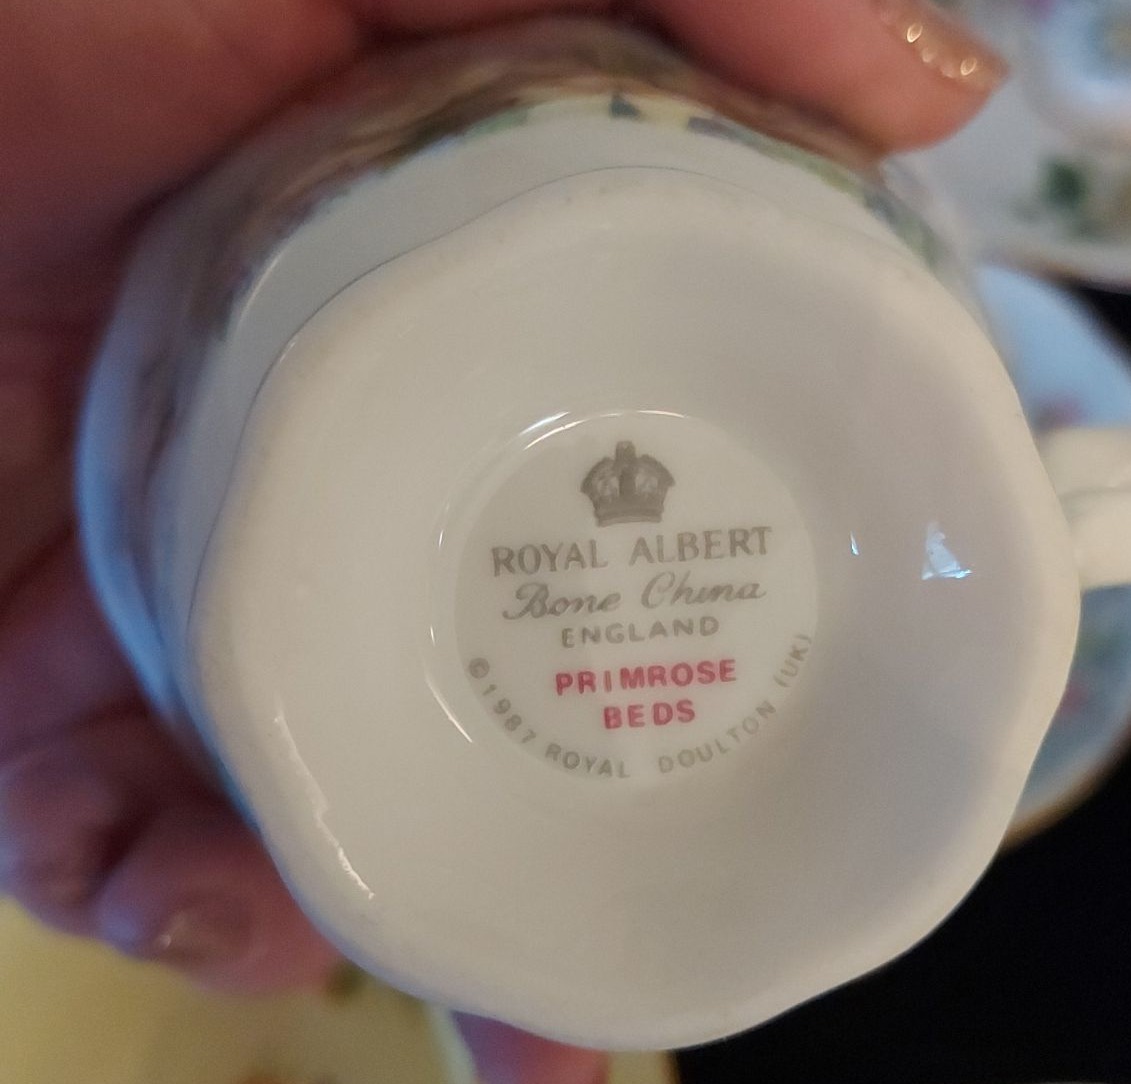 ROYAL ALBERT
Bone China
ENGLAND
PRIMROSE
BEDS
© 1987 ROYAL DOULTON (UK)